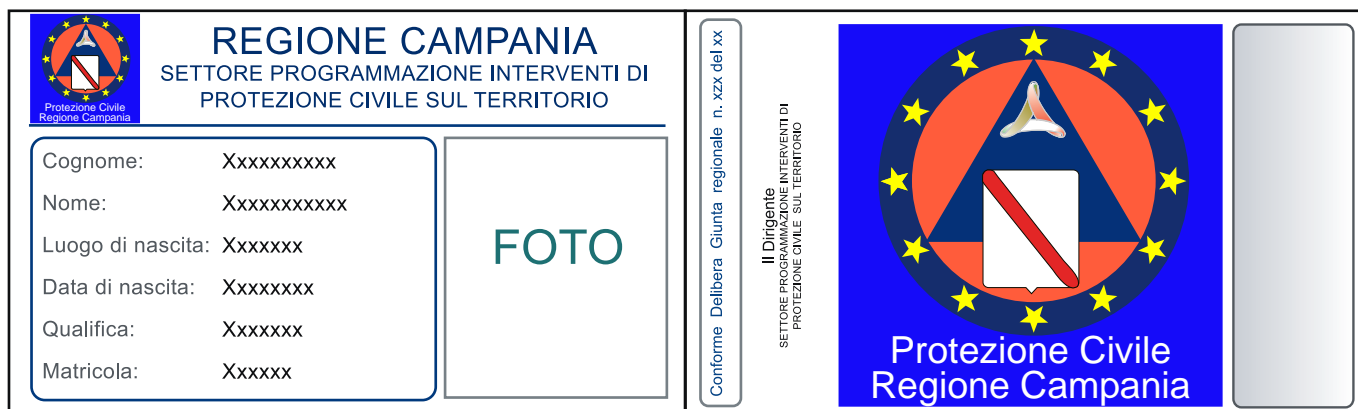 Protezione Civile
Regione Campania
REGIONE CAMPANIA
SETTORE PROGRAMMAZIONE INTERVENTI DI
PROTEZIONE CIVILE SUL TERRITORIO
Cognome: Xxxxxxxxxx
Nome: Xxxxxxxxxxx
Luogo di nascita: Xxxxxxx
Data di nascita: Xxxxxxxx
Qualifica: Xxxxxxx
Matricola: Xxxxxx
FOTO
Conforme Delibera Giunta regionale n. xzx del xx
Il Dirigente
SETTORE PROGRAMMAZIONE INTERVENTI DI
PROTEZIONE CIVILE SUL TERRITORIO
Protezione Civile
Regione Campania